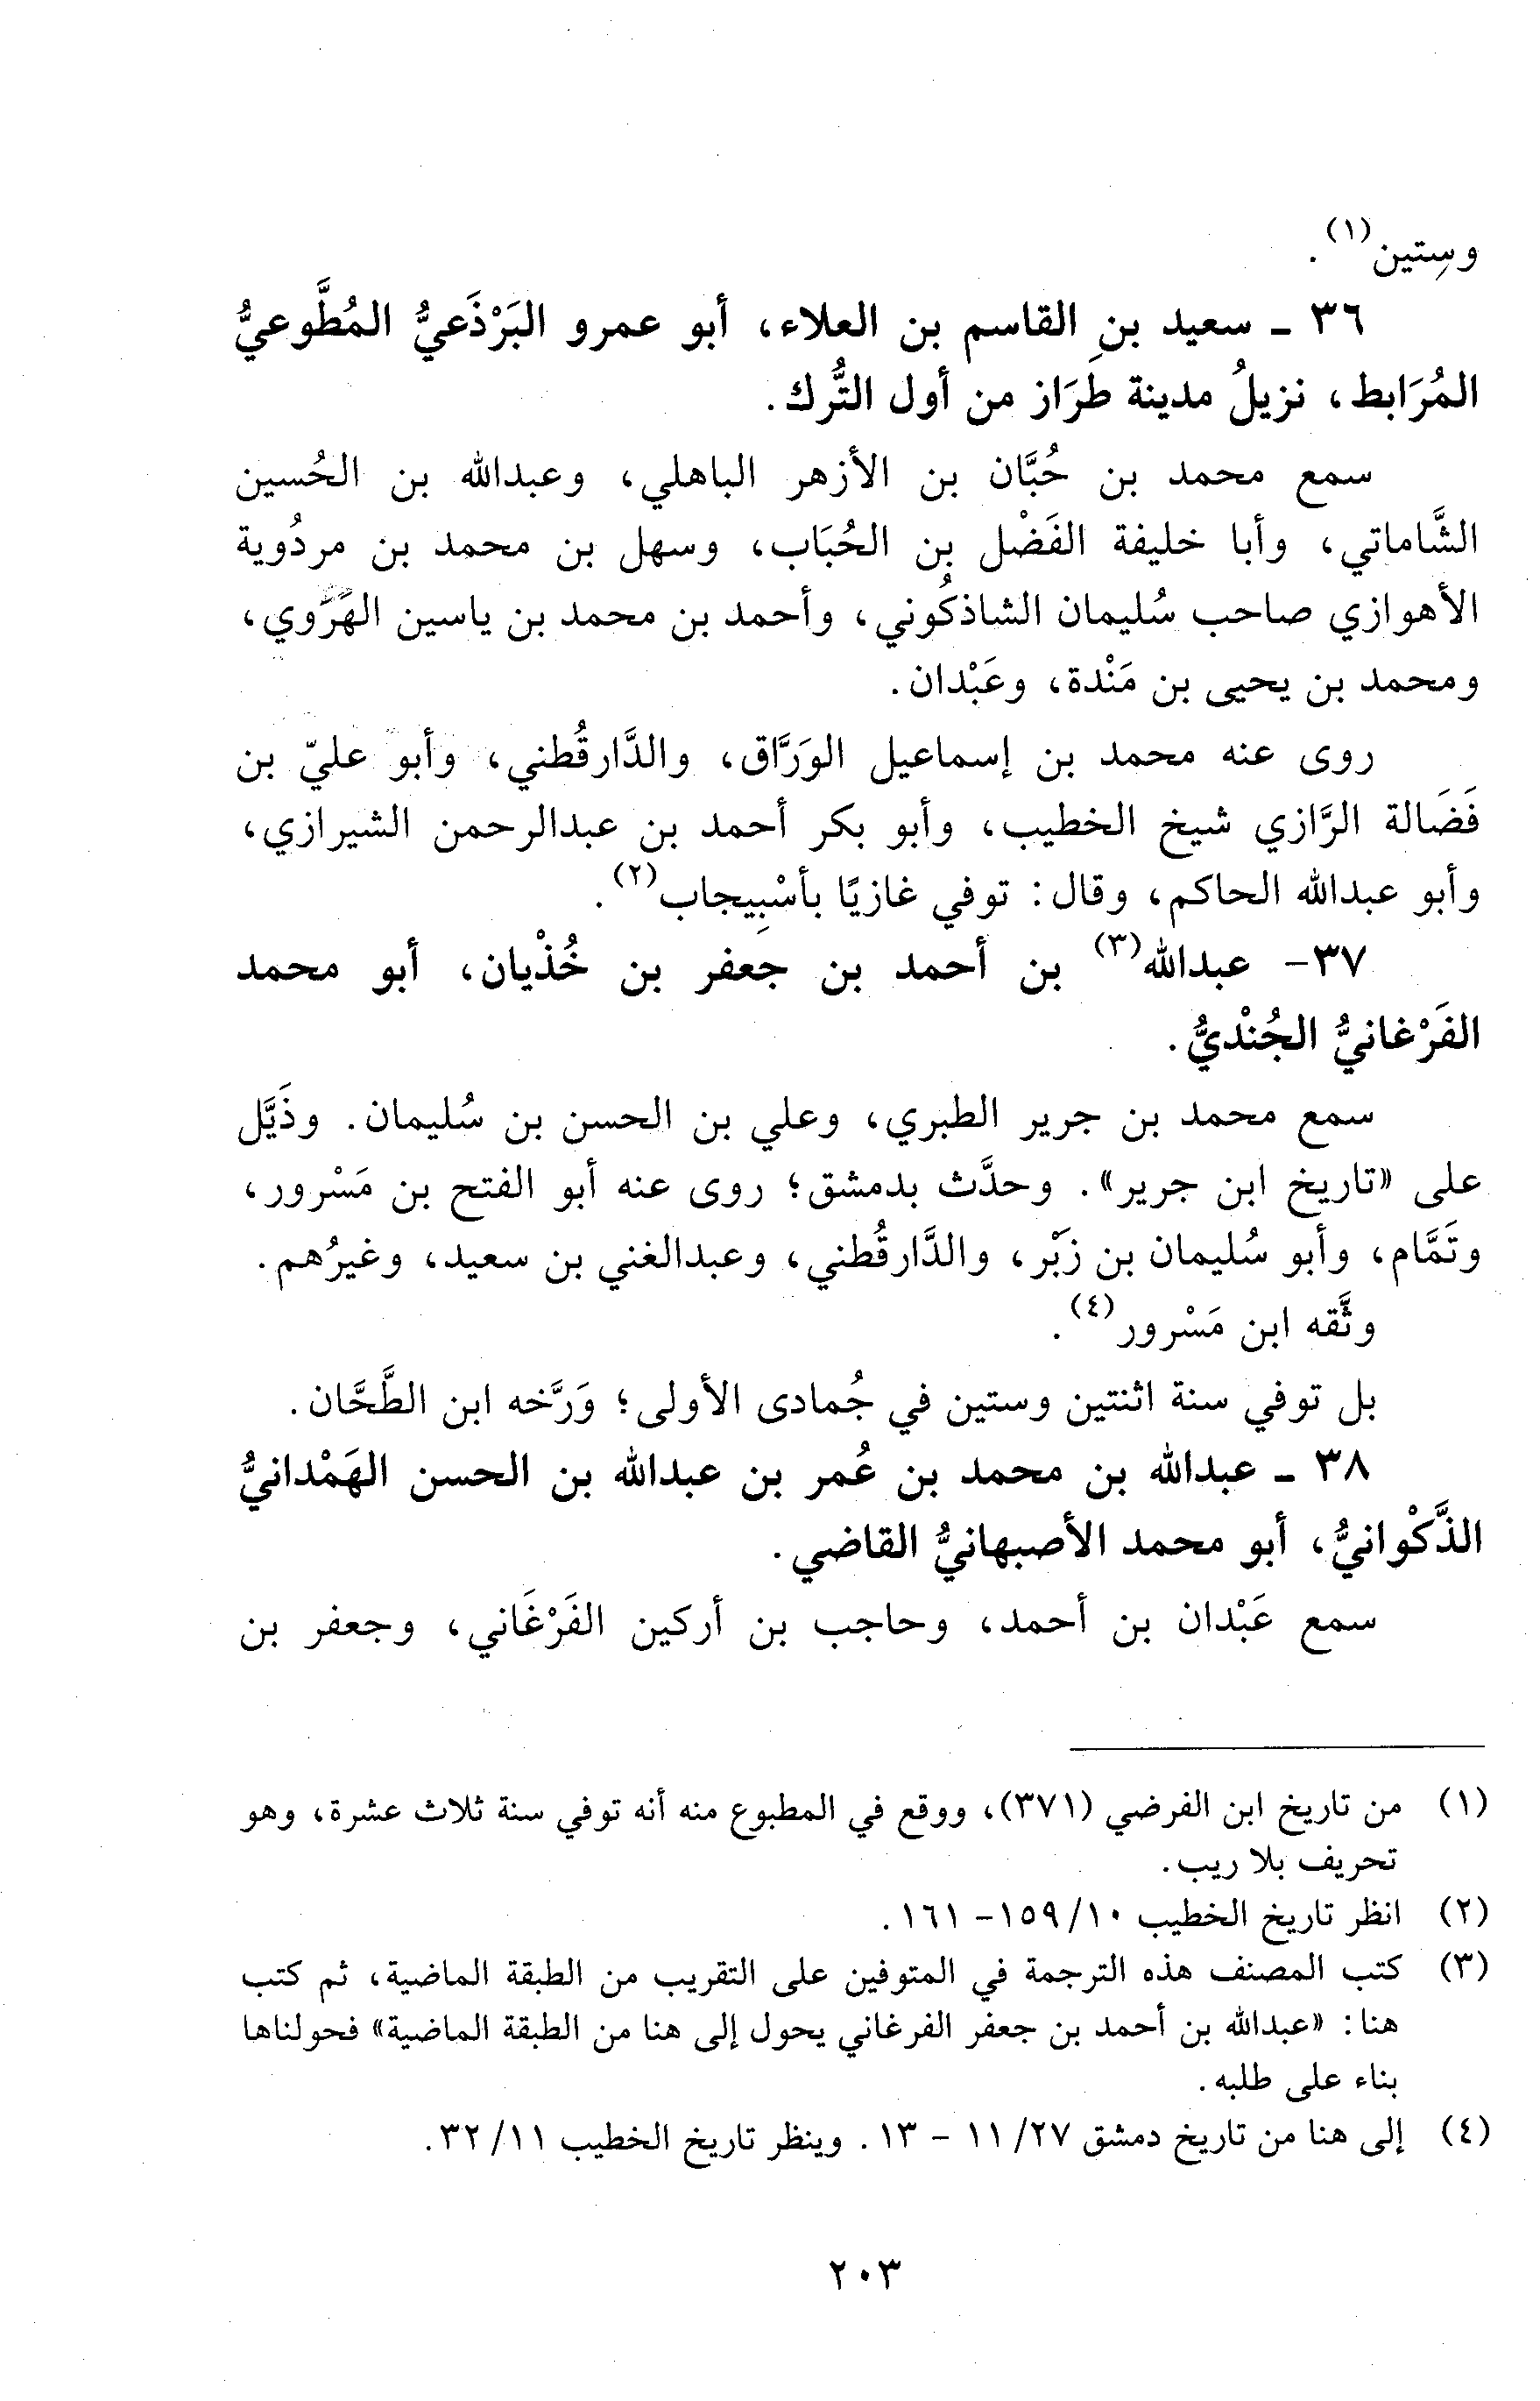 وسِتين(١).
٣٦ ـ سعيد بنِ القاسم بن العلاء، أبو عمرو البَرْذَعيُّ المُطَّوعيُّ
المُرَابط، نزيلُ مدينة طَرَاز من أول التُّرك.
سمع محمد بن حُبَّان بن الأزهر الباهلي، وعبدالله بن الحُسين
الشَّاماتي، وأبا خليفة الفَضْل بن الحُبَاب، وسهل بن محمد بن مردُوية
الأهوازي صاحب سُليمان الشاذكُوني، وأحمد بن محمد بن ياسين الهَرَوي،
ومحمد بن يحيى بن مَنْدة، وعَبْدان.
روى عنه محمد بن إسماعيل الوَرَّاق، والدَّارقُطني، وأبو عليّ بن
فَضَالة الرَّازي شيخ الخطيب، وأبو بكر أحمد بن عبدالرحمن الشيرازي،
وأبو عبدالله الحاكم، وقال: توفي غازيًا بأسْبِيجاب(٢).
٣٧- عبدالله(٣) بن أحمد بن جعفر بن خُذْيان، أبو محمد
الفَرْغانيُّ الجُنْديُّ.
سمع محمد بن جرير الطبري، وعلي بن الحسن بن سُليمان. وذَيَّل
على «تاريخ ابن جرير». وحدَّث بدمشق؛ روى عنه أبو الفتح بن مَسْرور،
وتَمَّام، وأبو سُليمان بن زَبْر، والدَّارقُطني، وعبدالغني بن سعيد، وغيرُهم.
وثَّقه ابن مَسْرور(٤).
بل توفي سنة اثنتين وستين في جُمادى الأولى؛ وَرَّخه ابن الطَّحَّان.
٣٨ ـ عبدالله بن محمد بن عُمر بن عبدالله بن الحسن الهَمْدانيُّ
الذَّكْوانيُّ، أبو محمد الأصبهانيُّ القاضي.
سمع عَبْدان بن أحمد، وحاجب بن أركين الفَرْغَاني، وجعفر بن
(١) من تاريخ ابن الفرضي (٣٧١)، ووقع في المطبوع منه أنه توفي سنة ثلاث عشرة، وهو
تحريف بلا ريب.
(٢) انظر تاريخ الخطيب ١٠/ ١٥٩- ١٦١.
(٣) كتب المصنف هذه الترجمة في المتوفين على التقريب من الطبقة الماضية، ثم كتب
هنا: «عبدالله بن أحمد بن جعفر الفرغاني يحول إلى هنا من الطبقة الماضية» فحولناها
بناء على طلبه.
(٤) إلى هنا من تاريخ دمشق ٢٧/ ١١ - ١٣. وينظر تاريخ الخطيب ١١/ ٣٢.
٢٠٣